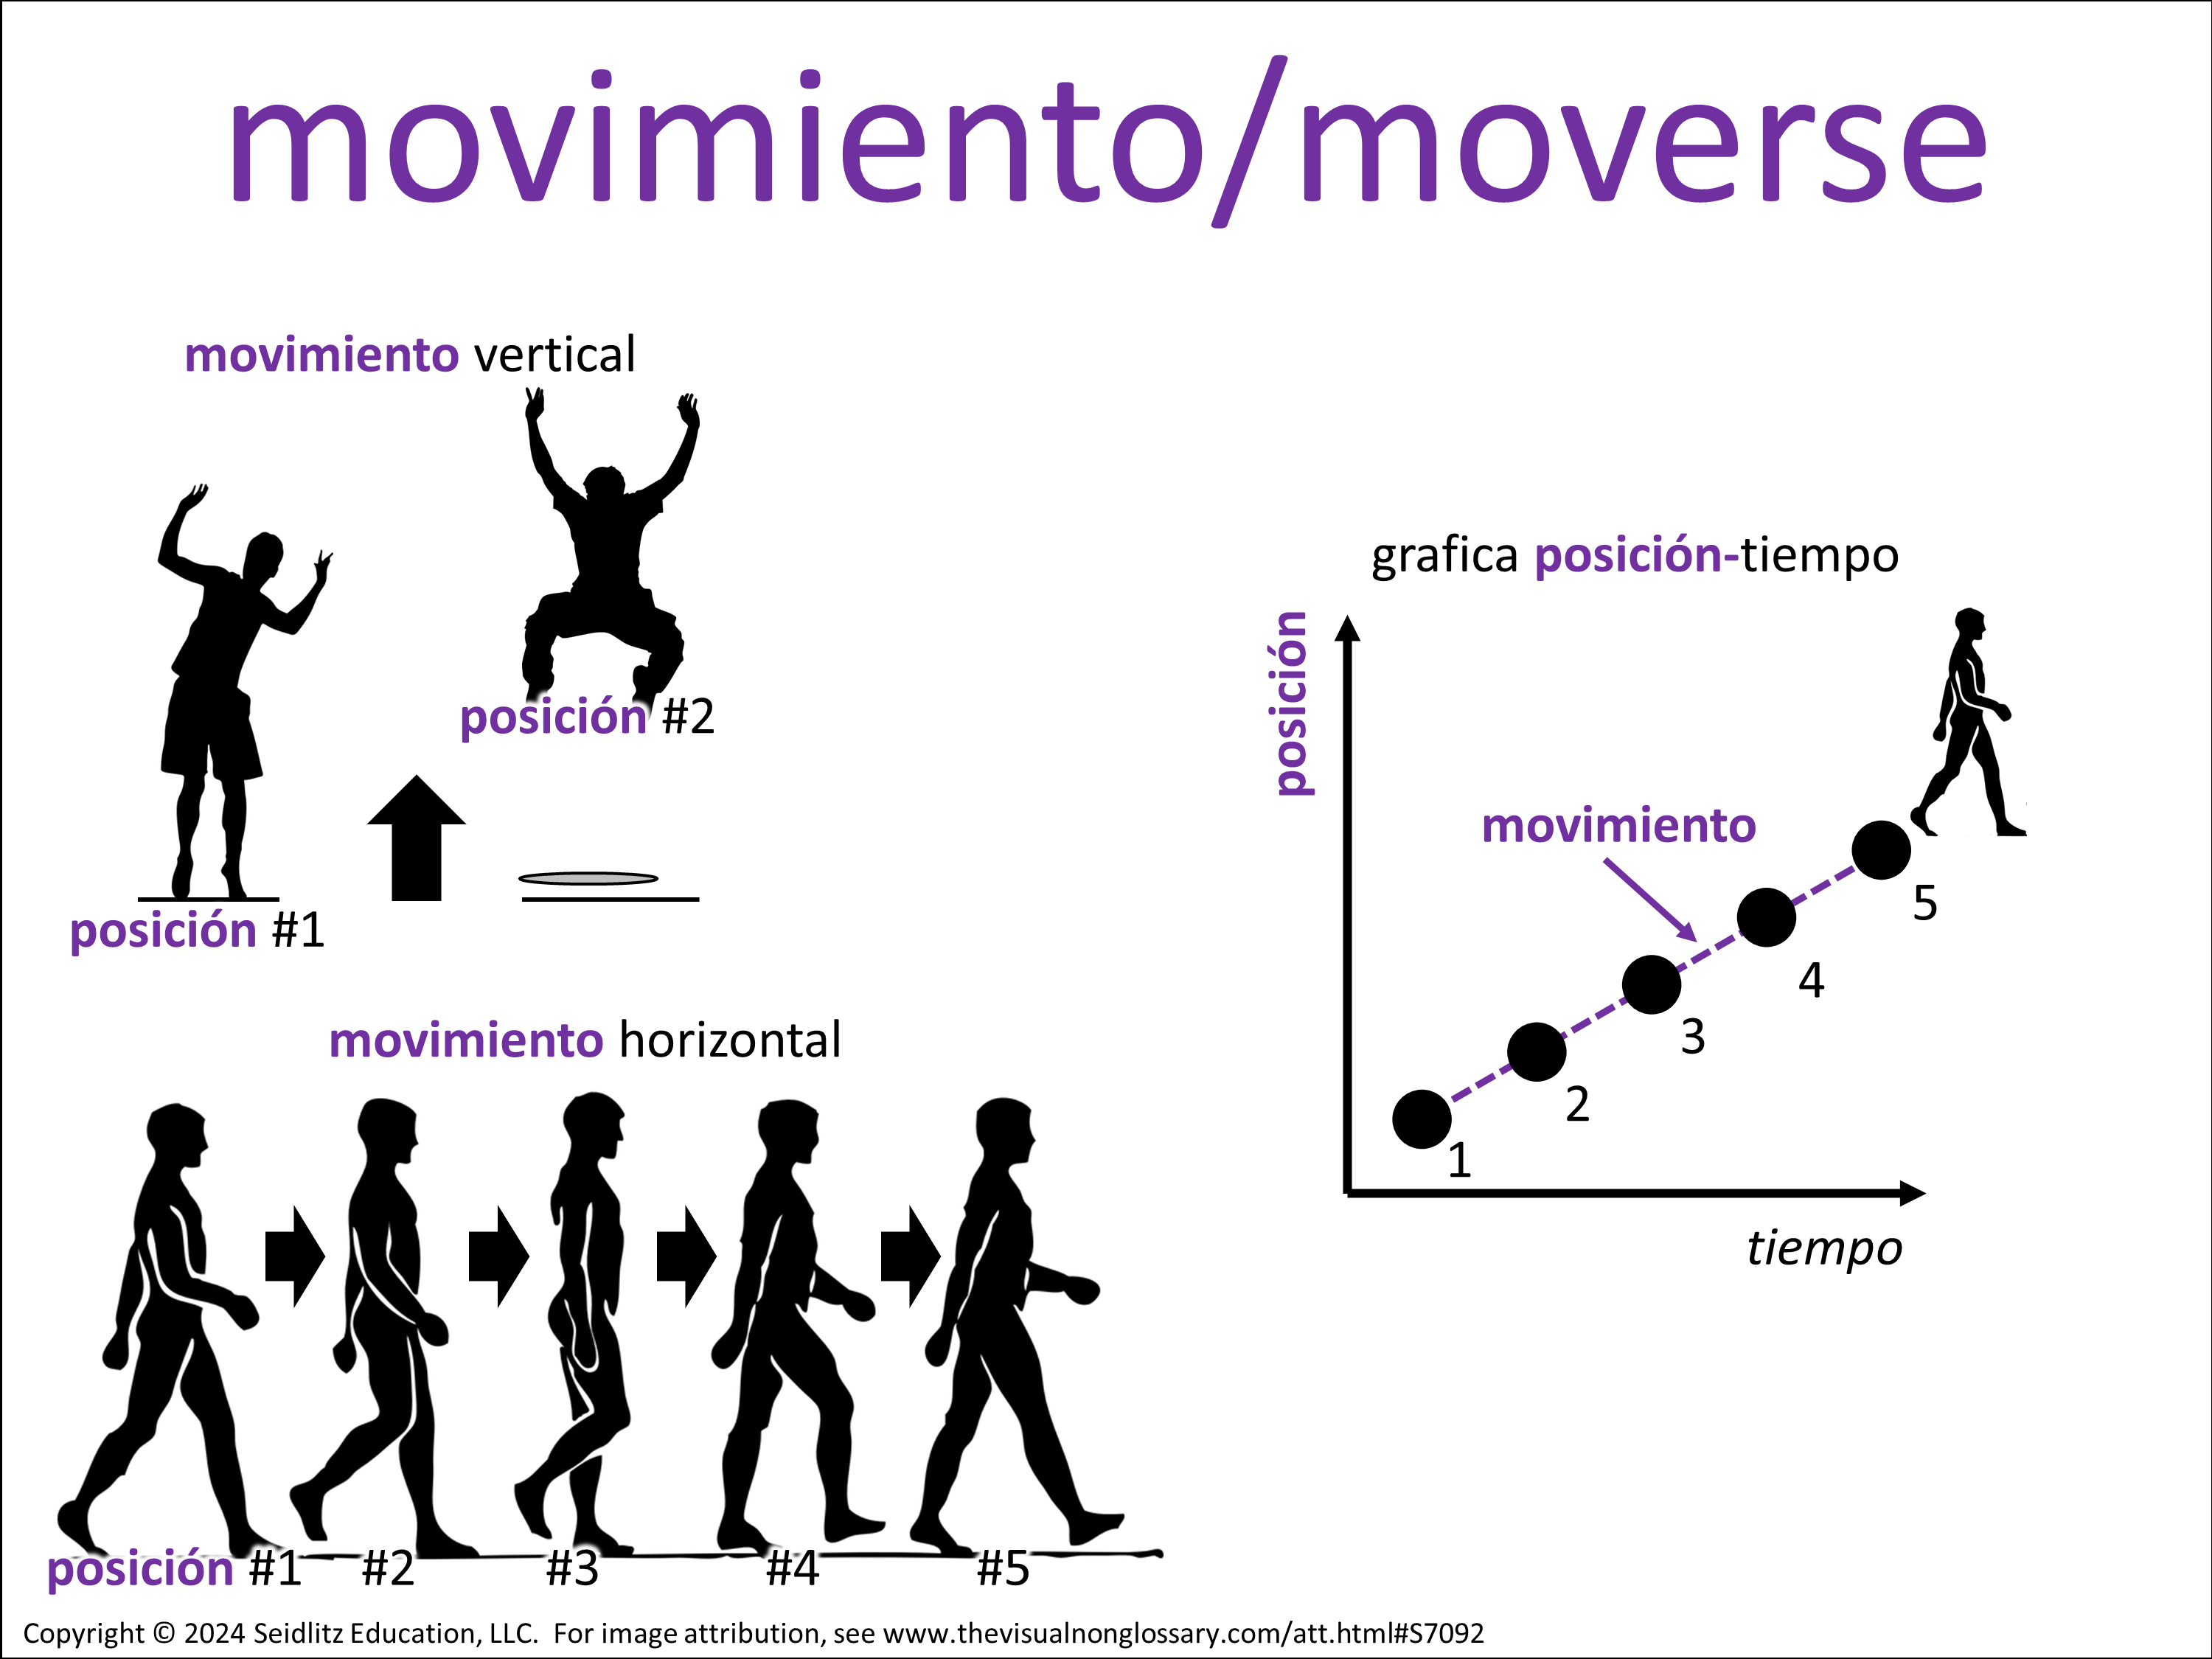 movimiento/moverse
movimiento vertical
posición #2
posición #1
movimiento horizontal
posición #1 #2 #3 #4 #5
grafica posición-tiempo
posición
movimiento
5
4
3
2
1
tiempo
Copyright © 2024 Seidlitz Education, LLC. For image attribution, see www.thevisualnonglossary.com/att.html#S7092